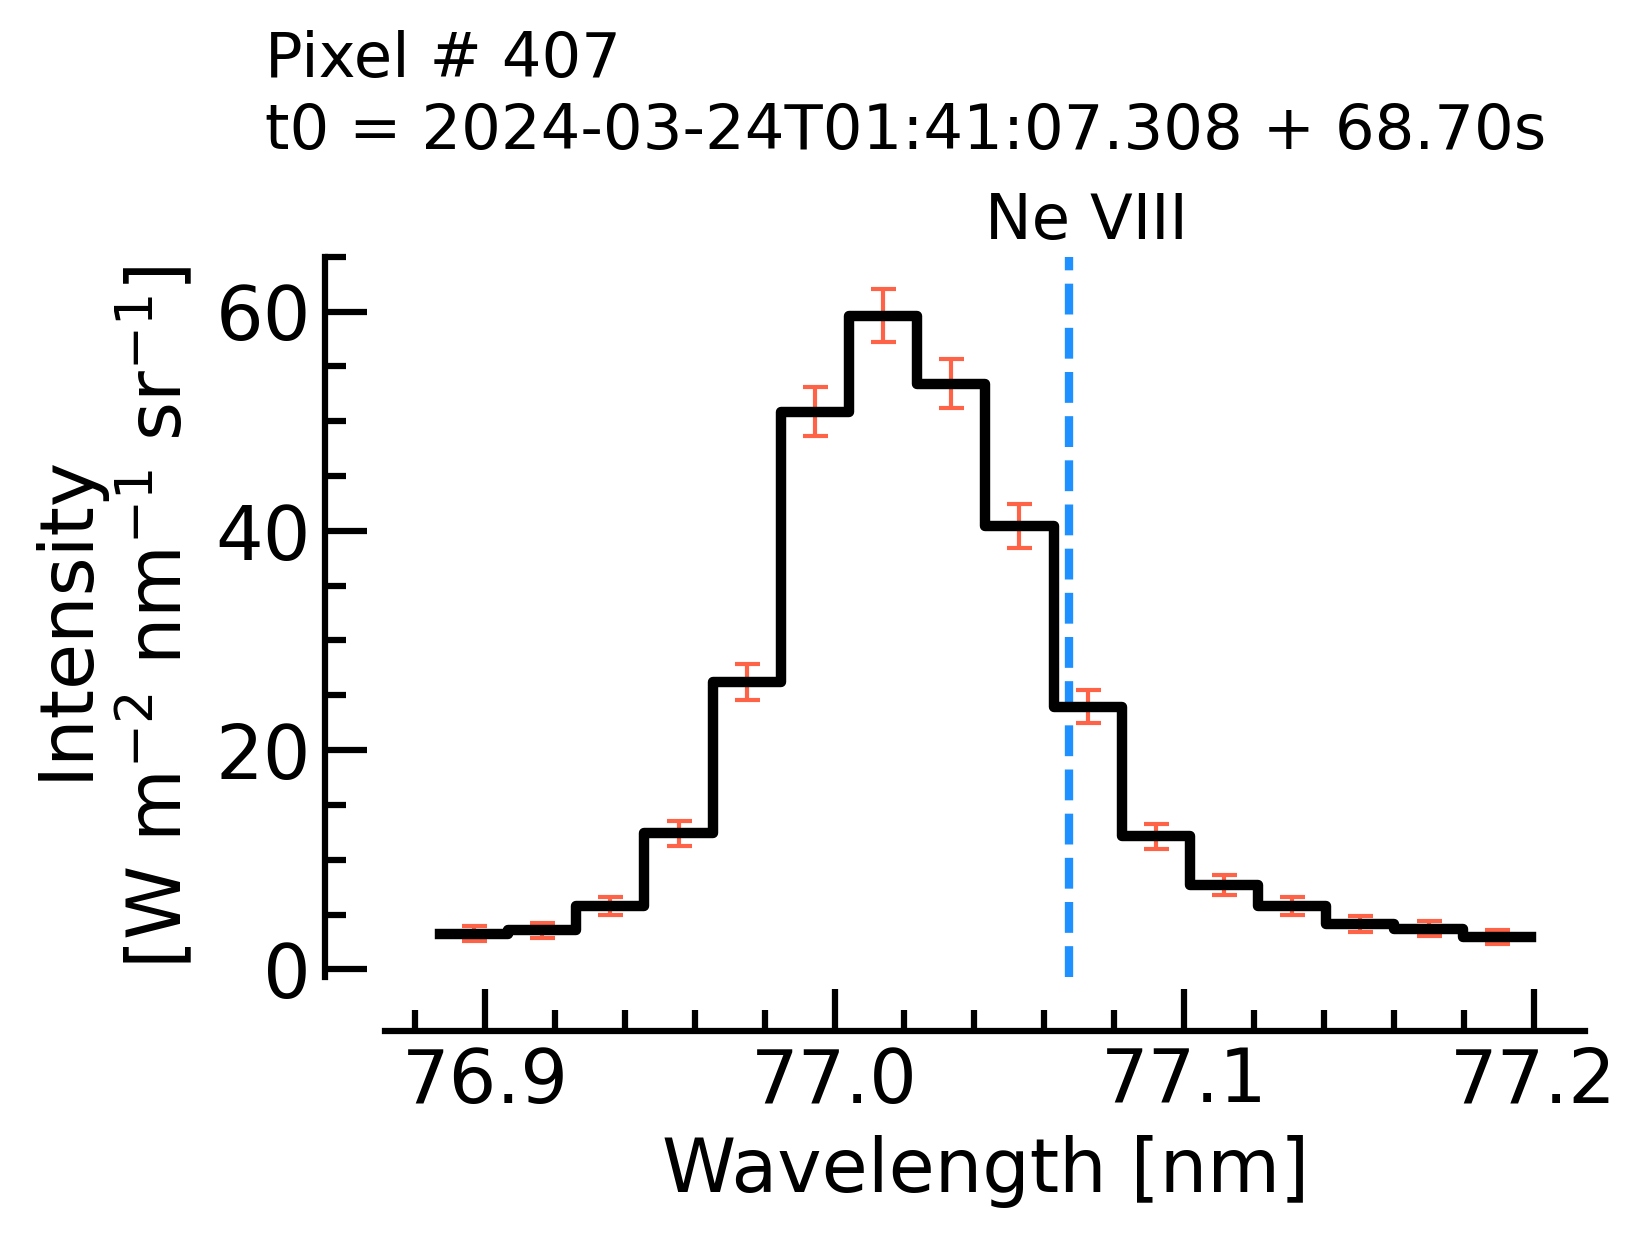 Pixel # 407
t0 = 2024-03-24T01:41:07.308 + 68.70s
Ne VIII
Intensity
[W m⁻² nm⁻¹ sr⁻¹]
60
40
20
0
76.9 77.0 77.1 77.2
Wavelength [nm]